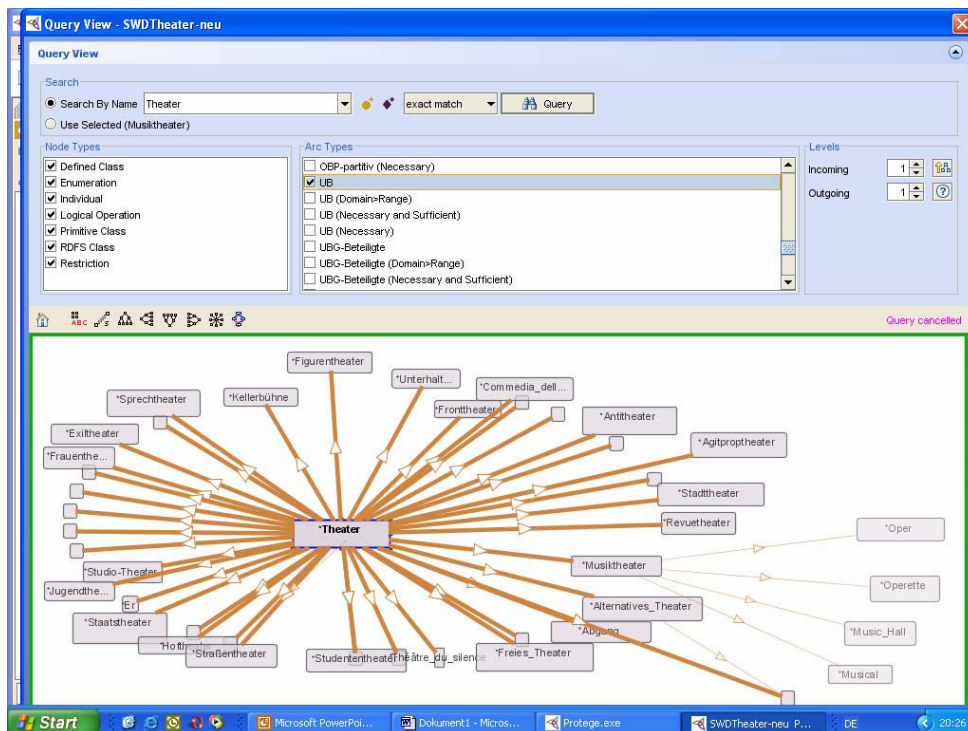 Query View - SWDTheater-neu
Query View
Search
Search By Name Theater exact match Query
Use Selected (Musiktheater)
Node Types Arc Types Levels
Defined Class
Enumeration
Individual
Logical Operation
Primitive Class
RDFS Class
Restriction
OBP-partitiv (Necessary)
UB
UB (Domain>Range)
UB (Necessary and Sufficient)
UB (Necessary)
UBG-Beteiligte
UBG-Beteiligte (Domain>Range)
UBG-Beteiligte (Necessary and Sufficient)
Incoming 1
Outgoing 1
ABC S Query cancelled
*Figurentheater
*Unterhalt...
*Commedia_dell...
*Sprechtheater
*Kellerbühne
*Fronttheater
*Antitheater
*Exiltheater
*Agitproptheater
*Frauenthe...
*Stadttheater
*Theater
*Revuetheater
*Oper
*Musiktheater
*Studio-Theater
*Operette
*Jugendthe...
*Er
*Alternatives_Theater
*Staatstheater
*Abgang
*Music_Hall
*Straßentheater
*Studententheater
Théâtre_du_silence
*Freies_Theater
*Musical
Start Microsoft PowerPoi... Dokument1 - Micros... Protege.exe SWDTheater-neu P... DE 20:26